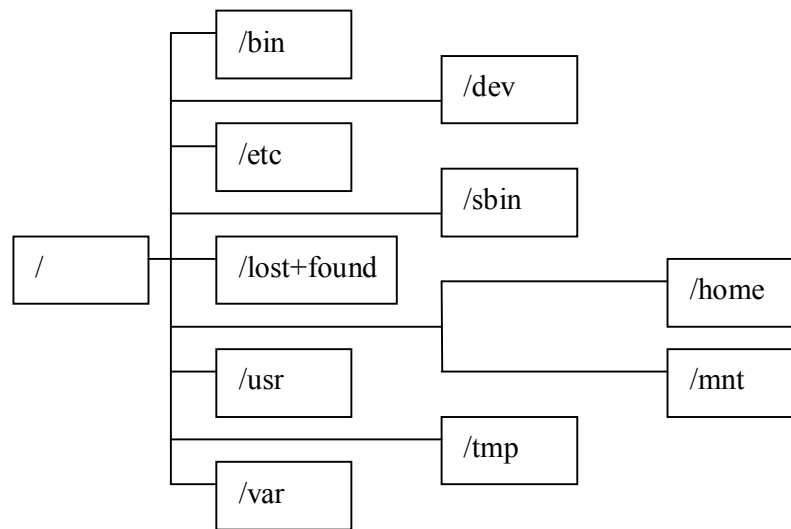 /bin
/dev
/etc
/sbin
/
/lost+found
/home
/usr
/mnt
/tmp
/var